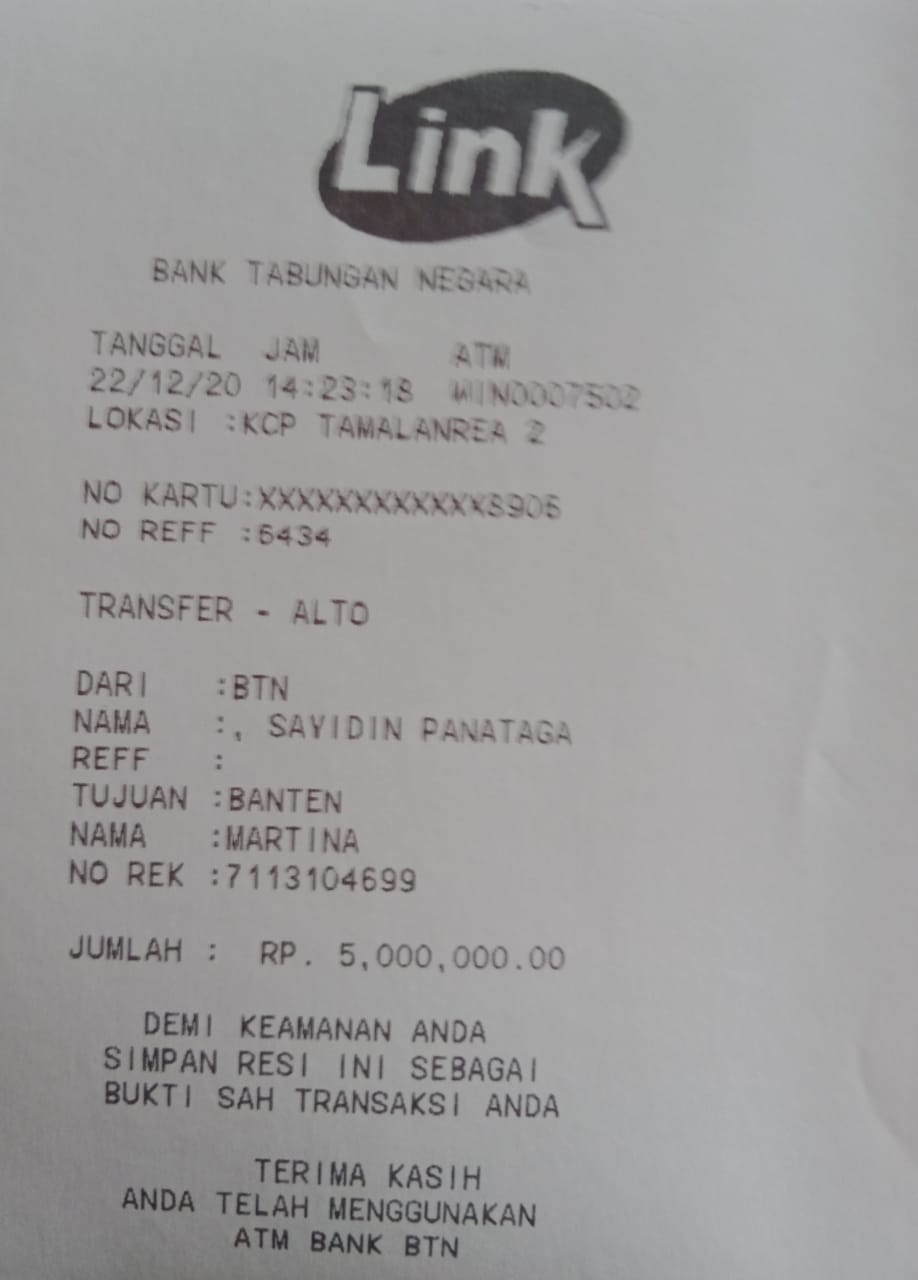 Link
BANK TABUNGAN NEGARA
TANGGAL JAM ATM
22/12/20 14:23:18 WIN0007502
LOKASI :KCP TAMALANREA 2
NO KARTU:XXXXXXXXXXXX8906
NO REFF :6434
TRANSFER - ALTO
DARI :BTN
NAMA :, SAYIDIN PANATAGA
REFF :
TUJUAN :BANTEN
NAMA :MARTINA
NO REK :7113104699
JUMLAH : RP. 5,000,000.00
DEMI KEAMANAN ANDA
SIMPAN RESI INI SEBAGAI
BUKTI SAH TRANSAKSI ANDA
TERIMA KASIH
ANDA TELAH MENGGUNAKAN
ATM BANK BTN